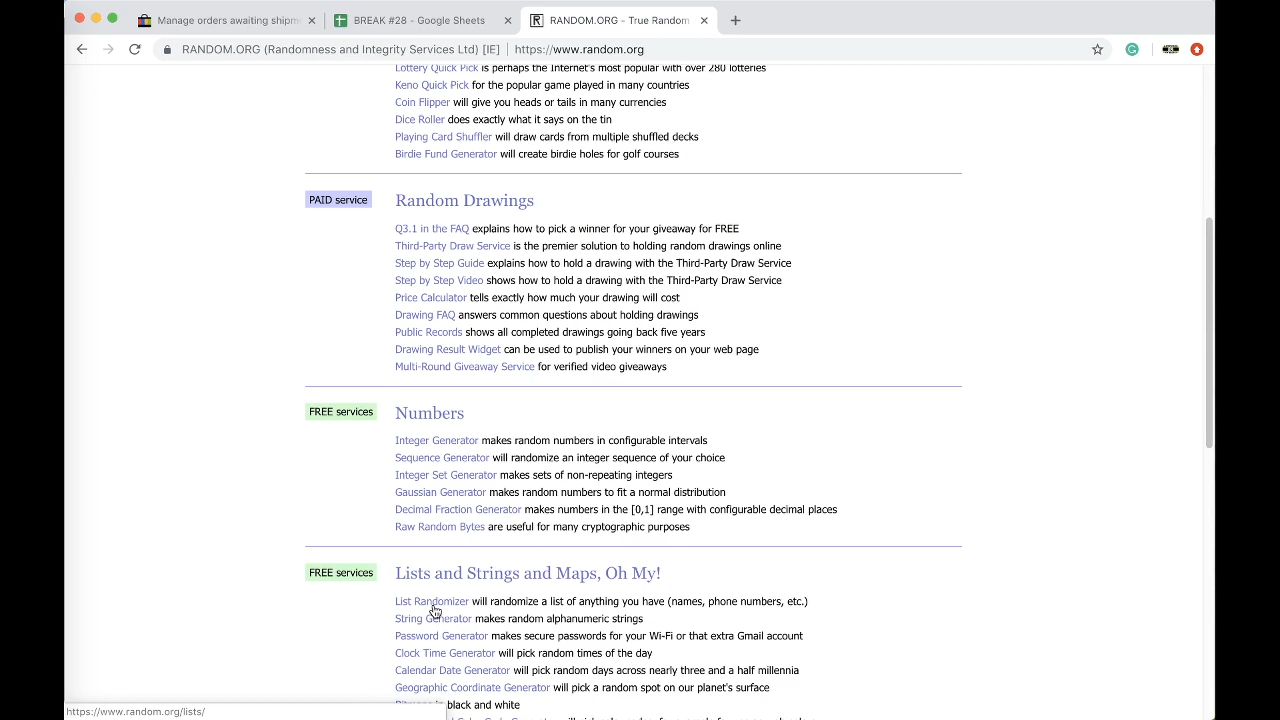 Manage orders awaiting shipm
BREAK #28 - Google Sheets
RANDOM.ORG - True Random
RANDOM.ORG (Randomness and Integrity Services Ltd) [IE] https://www.random.org
Lottery Quick Pick is perhaps the Internet's most popular with over 280 lotteries
Keno Quick Pick for the popular game played in many countries
Coin Flipper will give you heads or tails in many currencies
Dice Roller does exactly what it says on the tin
Playing Card Shuffler will draw cards from multiple shuffled decks
Birdie Fund Generator will create birdie holes for golf courses
PAID service
Random Drawings
Q3.1 in the FAQ explains how to pick a winner for your giveaway for FREE
Third-Party Draw Service is the premier solution to holding random drawings online
Step by Step Guide explains how to hold a drawing with the Third-Party Draw Service
Step by Step Video shows how to hold a drawing with the Third-Party Draw Service
Price Calculator tells exactly how much your drawing will cost
Drawing FAQ answers common questions about holding drawings
Public Records shows all completed drawings going back five years
Drawing Result Widget can be used to publish your winners on your web page
Multi-Round Giveaway Service for verified video giveaways
FREE services
Numbers
Integer Generator makes random numbers in configurable intervals
Sequence Generator will randomize an integer sequence of your choice
Integer Set Generator makes sets of non-repeating integers
Gaussian Generator makes random numbers to fit a normal distribution
Decimal Fraction Generator makes numbers in the [0,1] range with configurable decimal places
Raw Random Bytes are useful for many cryptographic purposes
FREE services
Lists and Strings and Maps, Oh My!
List Randomizer will randomize a list of anything you have (names, phone numbers, etc.)
String Generator makes random alphanumeric strings
Password Generator makes secure passwords for your Wi-Fi or that extra Gmail account
Clock Time Generator will pick random times of the day
Calendar Date Generator will pick random days across nearly three and a half millennia
Geographic Coordinate Generator will pick a random spot on our planet's surface
black and white
https://www.random.org/lists/